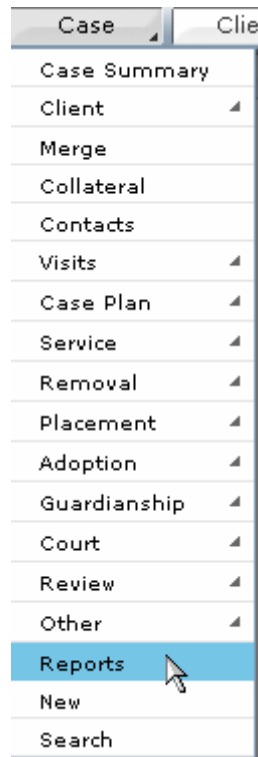 Case Clie
Case Summary
Client
Merge
Collateral
Contacts
Visits
Case Plan
Service
Removal
Placement
Adoption
Guardianship
Court
Review
Other
Reports
New
Search